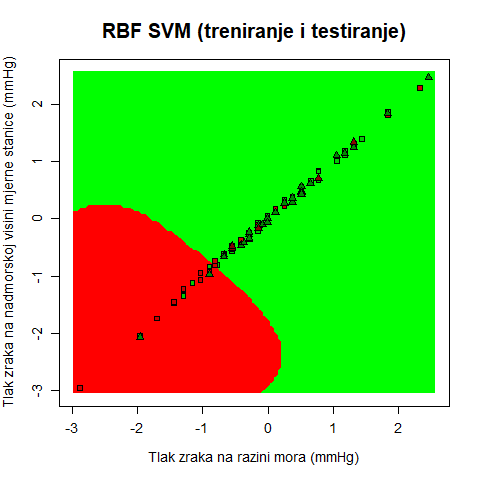 RBF SVM (treniranje i testiranje)
Tlak zraka na nadmorskoj visini mjerne stanice (mmHg)
2
1
0
-1
-2
-3
-3 -2 -1 0 1 2
Tlak zraka na razini mora (mmHg)